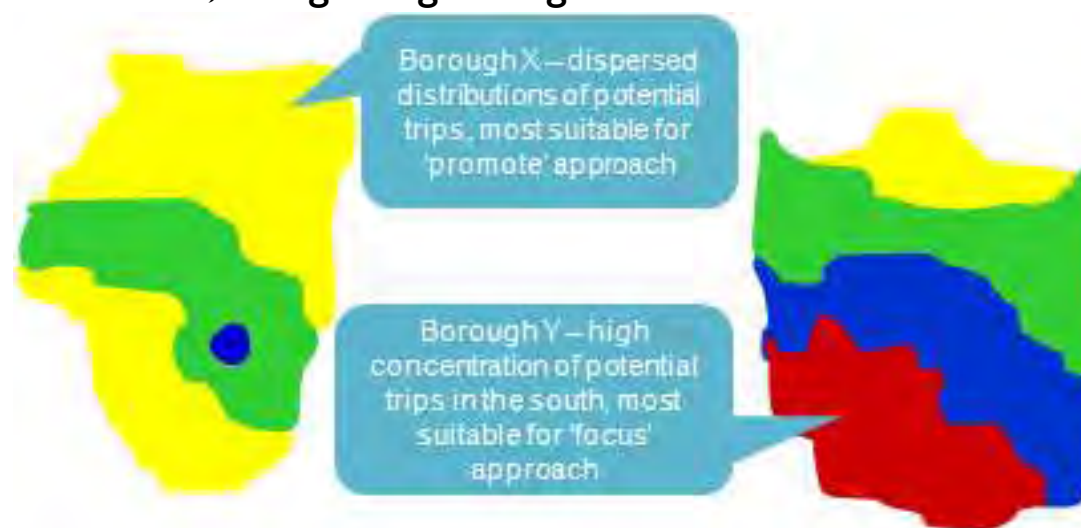 Borough X – dispersed
distributions of potential
trips, most suitable for
'promote' approach
Borough Y – high
concentration of potential
trips in the south, most
suitable for 'focus'
approach